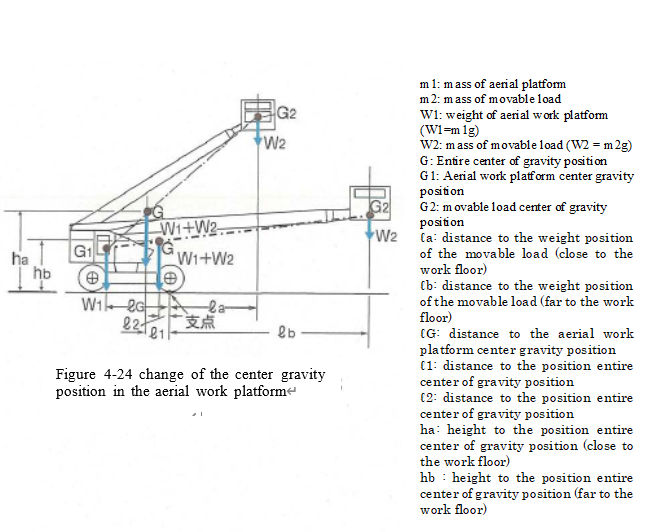 G2
W2
G
W1+W2
G2
W2
G1
G
W1+W2
ha
hb
W1
ℓG
ℓa
ℓ2
支点
ℓ1
ℓb
Figure 4-24 change of the center gravity
position in the aerial work platform↵
m1: mass of aerial platform
m2: mass of movable load
W1: weight of aerial work platform
(W1=m1g)
W2: mass of movable load (W2 = m2g)
G: Entire center of gravity position
G1: Aerial work platform center gravity
position
G2: movable load center of gravity
position
ℓa: distance to the weight position
of the movable load (close to the
work floor)
ℓb: distance to the weight position
of the movable load (far to the work
floor)
ℓG: distance to the aerial work
platform center gravity position
ℓ1: distance to the position entire
center of gravity position
ℓ2: distance to the position entire
center of gravity position
ha: height to the position entire
center of gravity position (close to
the work floor)
hb : height to the position entire
center of gravity position (far to the
work floor)